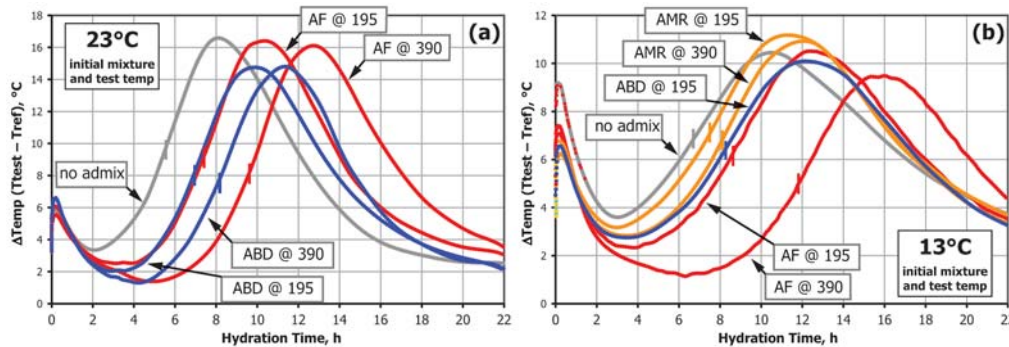 (a)
23°C
initial mixture
and test temp
AF @ 195
AF @ 390
no admix
ABD @ 390
ABD @ 195
ΔTemp (Ttest – Tref), °C
18
16
14
12
10
8
6
4
2
0
0 2 4 6 8 10 12 14 16 18 20 22
Hydration Time, h
(b)
AMR @ 195
AMR @ 390
ABD @ 195
no admix
AF @ 195
AF @ 390
13°C
initial mixture
and test temp
ΔTemp (Ttest – Tref), °C
12
10
8
6
4
2
0
0 2 4 6 8 10 12 14 16 18 20 22
Hydration Time, h